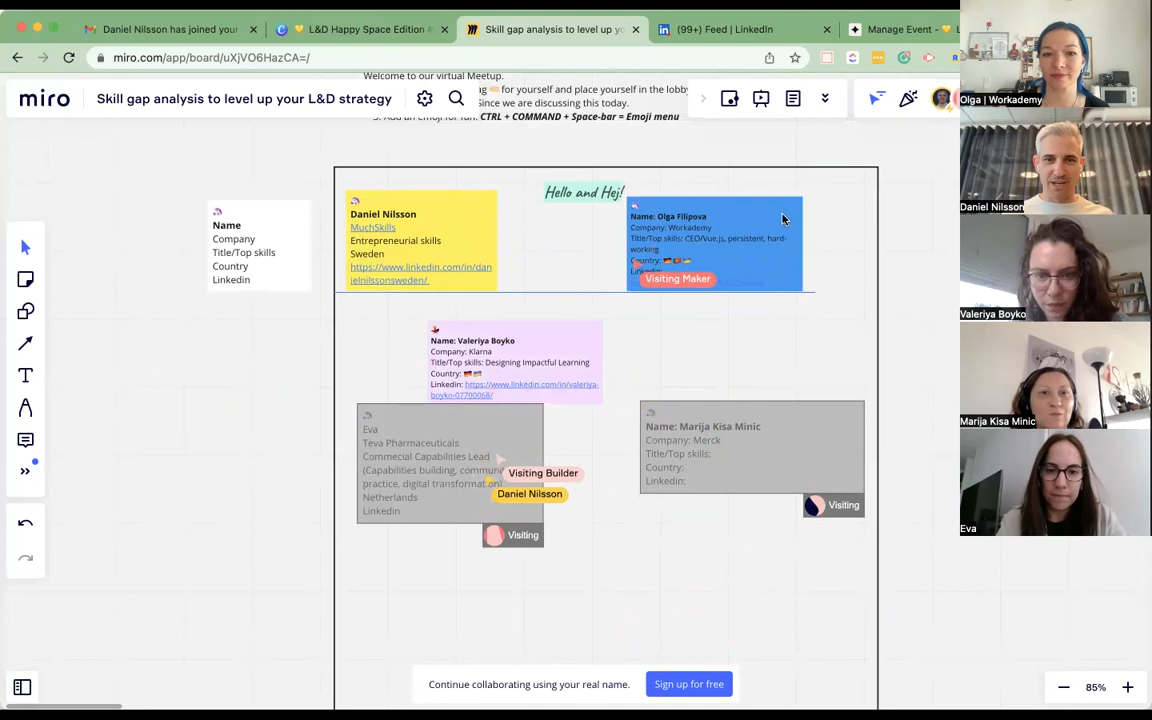 Daniel Nilsson has joined your
L&D Happy Space Edition #
Skill gap analysis to level up yo
(99+) Feed | LinkedIn
Manage Event - L
miro.com/app/board/uXjVO6HazCA=/
Welcome to our virtual Meetup.
miro
Skill gap analysis to level up your L&D strategy
ag for yourself and place yourself in the lobby
Since we are discussing this today.
3. Add an Emoji for fun. CTRL + COMMAND + Space-bar = Emoji menu
Hello and Hej!
Name
Company
Title/Top skills
Country
Linkedin
Daniel Nilsson
MuchSkills
Entrepreneurial skills
Sweden
https://www.linkedin.com/in/dan
ielnilssonsweden/
Name: Olga Filipova
Company: Workademy
Title/Top skills: CEO/Vue.js, persistent, hard-
working
Country:
Visiting Maker
Name: Valeriya Boyko
Company: Klarna
Title/Top skills: Designing Impactful Learning
Country:
Linkedin: https://www.linkedin.com/in/valeriya-
boyko-07700068/
Eva
Teva Pharmaceuticals
Commecial Capabilities Lead
(Capabilities building, communi
practice, digital transformation)
Netherlands
Linkedin
Visiting Builder
Daniel Nilsson
Visiting
Name: Marija Kisa Minic
Company: Merck
Title/Top skills:
Country:
Linkedin:
Visiting
Continue collaborating using your real name.
Sign up for free
85%
Olga | Workademy
Daniel Nilsson
Valeriya Boyko
Marija Kisa Minic
Eva